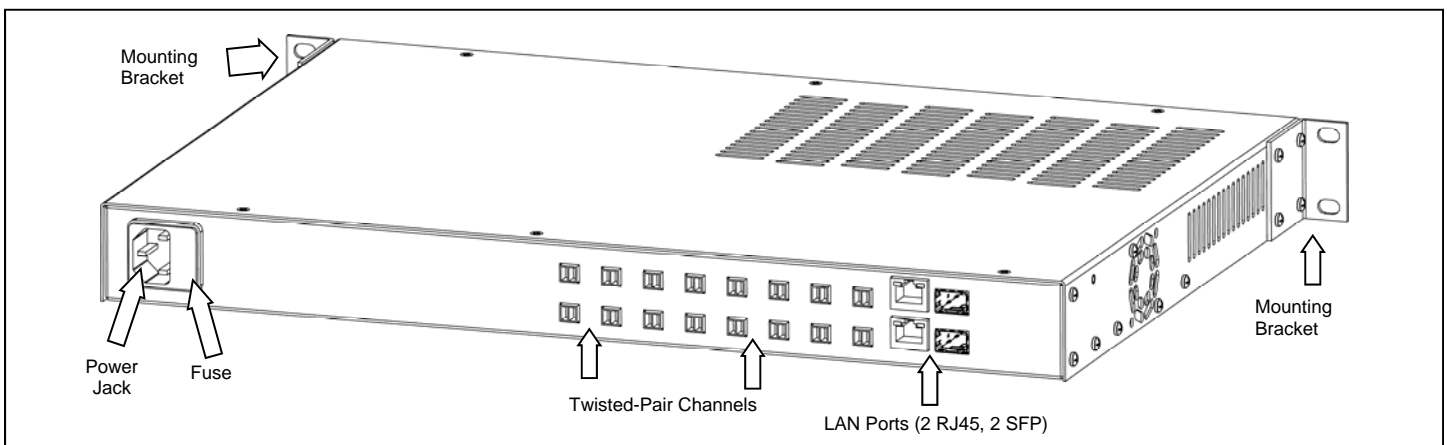 Mounting
Bracket
Mounting
Bracket
Power
Jack
Fuse
Twisted-Pair Channels
LAN Ports (2 RJ45, 2 SFP)